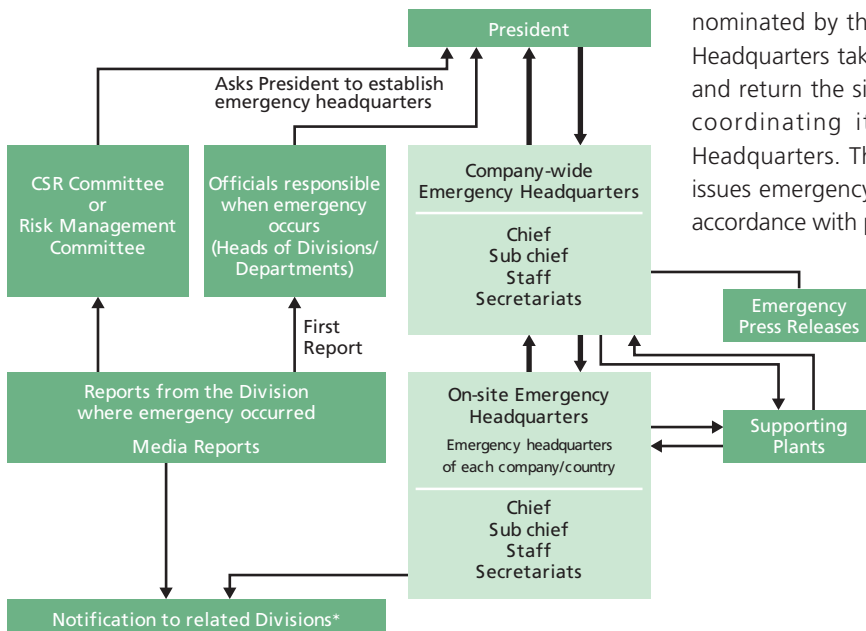 President
Asks President to establish
emergency headquarters
CSR Committee
or
Risk Management
Committee
Officials responsible
when emergency
occurs
(Heads of Divisions/
Departments)
Company-wide
Emergency Headquarters
Chief
Sub chief
Staff
Secretariats
Emergency
Press Releases
First
Report
Reports from the Division
where emergency occurred
Media Reports
On-site Emergency
Headquarters
Emergency headquarters
of each company/country
Chief
Sub chief
Staff
Secretariats
Supporting
Plants
Notification to related Divisions*
nominated by th
Headquarters tak
and return the si
coordinating it
Headquarters. Th
issues emergency
accordance with p